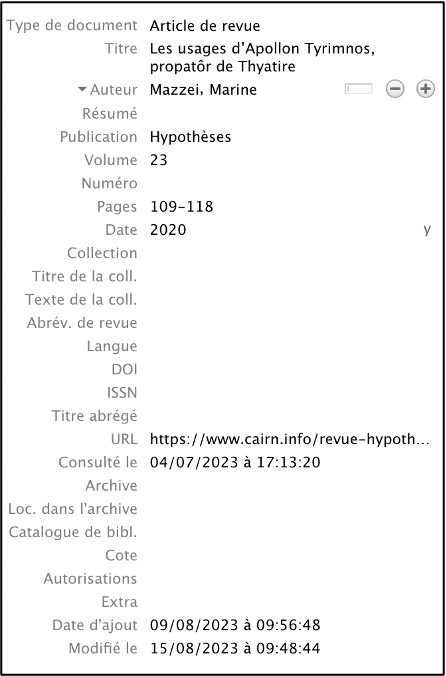 Type de document Article de revue
Titre Les usages d’Apollon Tyrimnos,
propatôr de Thyatire
Auteur Mazzei, Marine
Résumé
Publication Hypothèses
Volume 23
Numéro
Pages 109–118
Date 2020 y
Collection
Titre de la coll.
Texte de la coll.
Abrév. de revue
Langue
DOI
ISSN
Titre abrégé
URL https://www.cairn.info/revue-hypoth...
Consulté le 04/07/2023 à 17:13:20
Archive
Loc. dans l'archive
Catalogue de bibl.
Cote
Autorisations
Extra
Date d'ajout 09/08/2023 à 09:56:48
Modifié le 15/08/2023 à 09:48:44